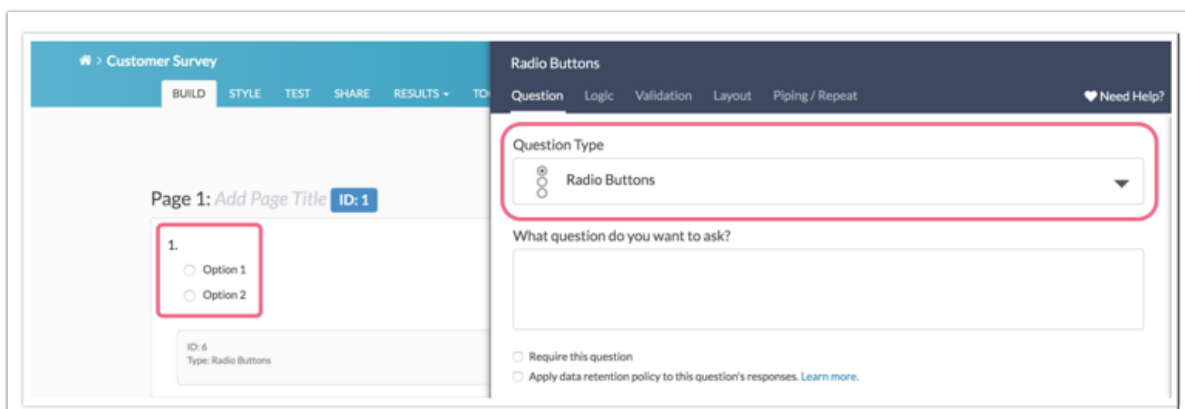 > Customer Survey
BUILD STYLE TEST SHARE RESULTS
Page 1: Add Page Title ID: 1
1.
Option 1
Option 2
ID: 6
Type: Radio Buttons
Radio Buttons
Question Logic Validation Layout Piping / Repeat Need Help?
Question Type
Radio Buttons
What question do you want to ask?
Require this question
Apply data retention policy to this question's responses. Learn more.